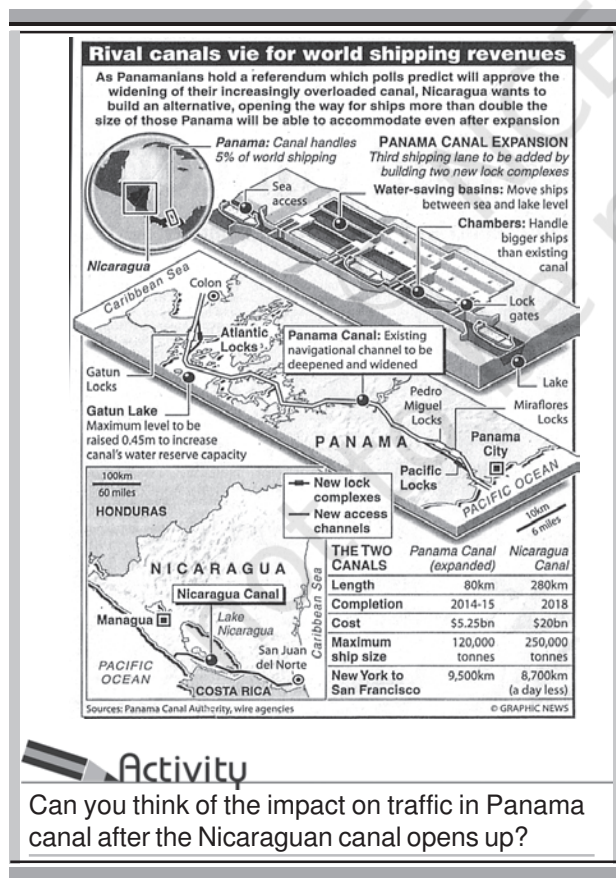 Rival canals vie for world shipping revenues
As Panamanians hold a referendum which polls predict will approve the
widening of their increasingly overloaded canal, Nicaragua wants to
build an alternative, opening the way for ships more than double the
size of those Panama will be able to accommodate even after expansion
Panama: Canal handles
5% of world shipping
Nicaragua
PANAMA CANAL EXPANSION
Third shipping lane to be added by
building two new lock complexes
Water-saving basins: Move ships
between sea and lake level
Chambers: Handle
bigger ships
than existing
canal
Sea
access
Lock
gates
Lake
Caribbean Sea
Colon
Atlantic
Locks
Gatun
Locks
Panama Canal: Existing
navigational channel to be
deepened and widened
Gatun Lake
Maximum level to be
raised 0.45m to increase
canal's water reserve capacity
Pedro
Miguel
Locks
Miraflores
Locks
PANAMA
Panama
City
Pacific
Locks
PACIFIC OCEAN
10km
6 miles
100km
60 miles
HONDURAS
New lock
complexes
New access
channels
NICARAGUA
Nicaragua Canal
Managua
Lake
Nicaragua
Caribbean Sea
San Juan
del Norte
PACIFIC
OCEAN
COSTA RICA
THE TWO CANALS Panama Canal (expanded) Nicaragua Canal
Length 80km 280km
Completion 2014-15 2018
Cost $5.25bn $20bn
Maximum ship size 120,000 tonnes 250,000 tonnes
New York to San Francisco 9,500km 8,700km (a day less)
Sources: Panama Canal Authority, wire agencies
© GRAPHIC NEWS
Activity
Can you think of the impact on traffic in Panama
canal after the Nicaraguan canal opens up?